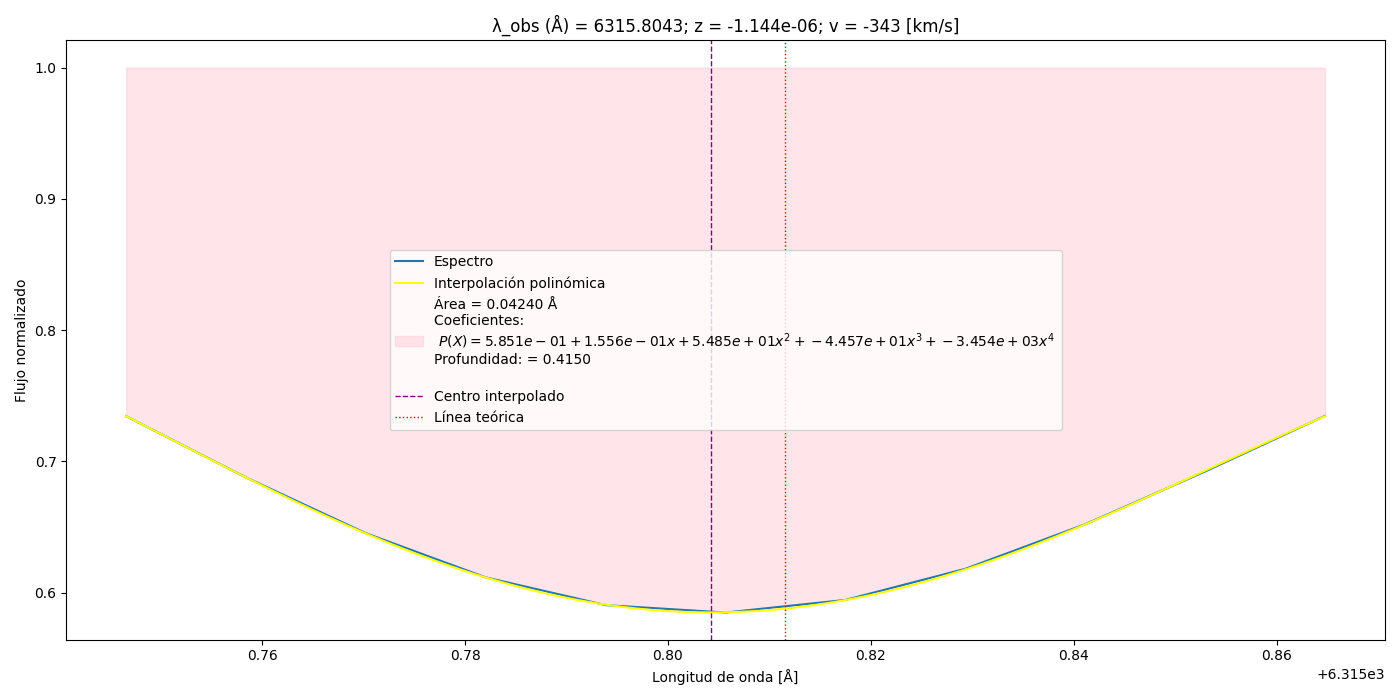 λ_obs (Å) = 6315.8043; z = -1.144e-06; v = -343 [km/s]
1.0
0.9
0.8
0.7
0.6
Flujo normalizado
Espectro
Interpolación polinómica
Área = 0.04240 Å
Coeficientes:
P(X) = 5.851e − 01 + 1.556e − 01x + 5.485e + 01x² + −4.457e + 01x³ + −3.454e + 03x⁴
Profundidad: = 0.4150
Centro interpolado
Línea teórica
0.76 0.78 0.80 0.82 0.84 0.86
+6.315e3
Longitud de onda [Å]